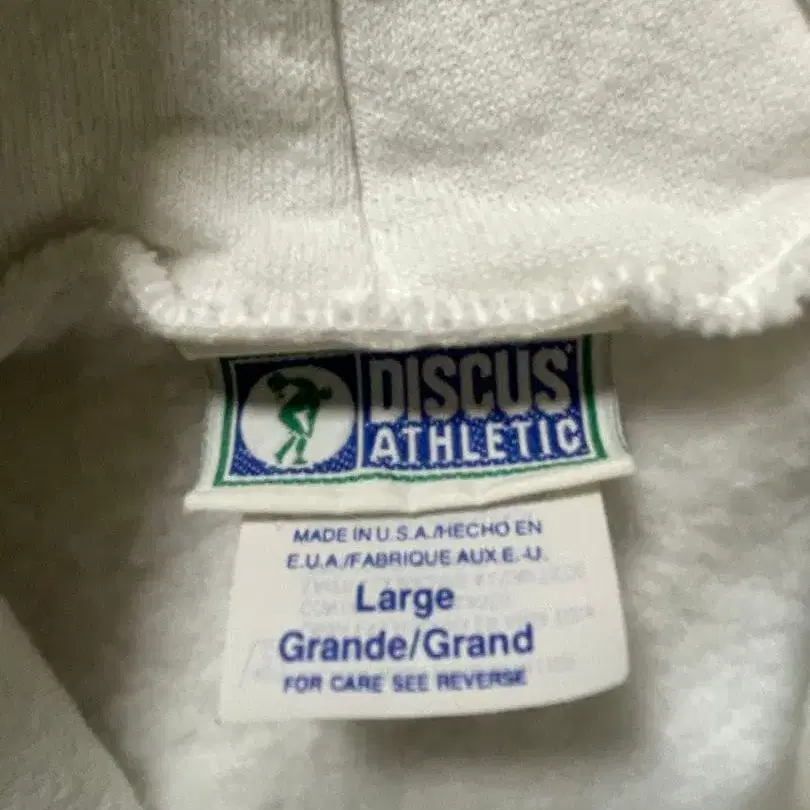 DISCUS
ATHLETIC
MADE IN U.S.A./HECHO EN
E.U.A./FABRIQUE AUX E.-U.
Large
Grande/Grand
FOR CARE SEE REVERSE